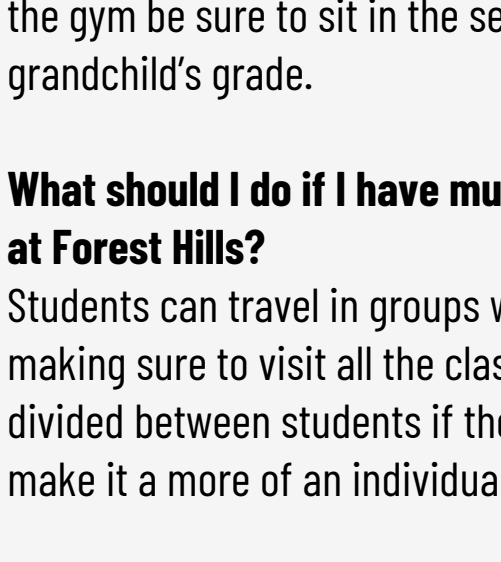 the gym be sure to sit in the se
grandchild's grade.
What should I do if I have mu
at Forest Hills?
Students can travel in groups
making sure to visit all the clas
divided between students if the
make it a more of an individua